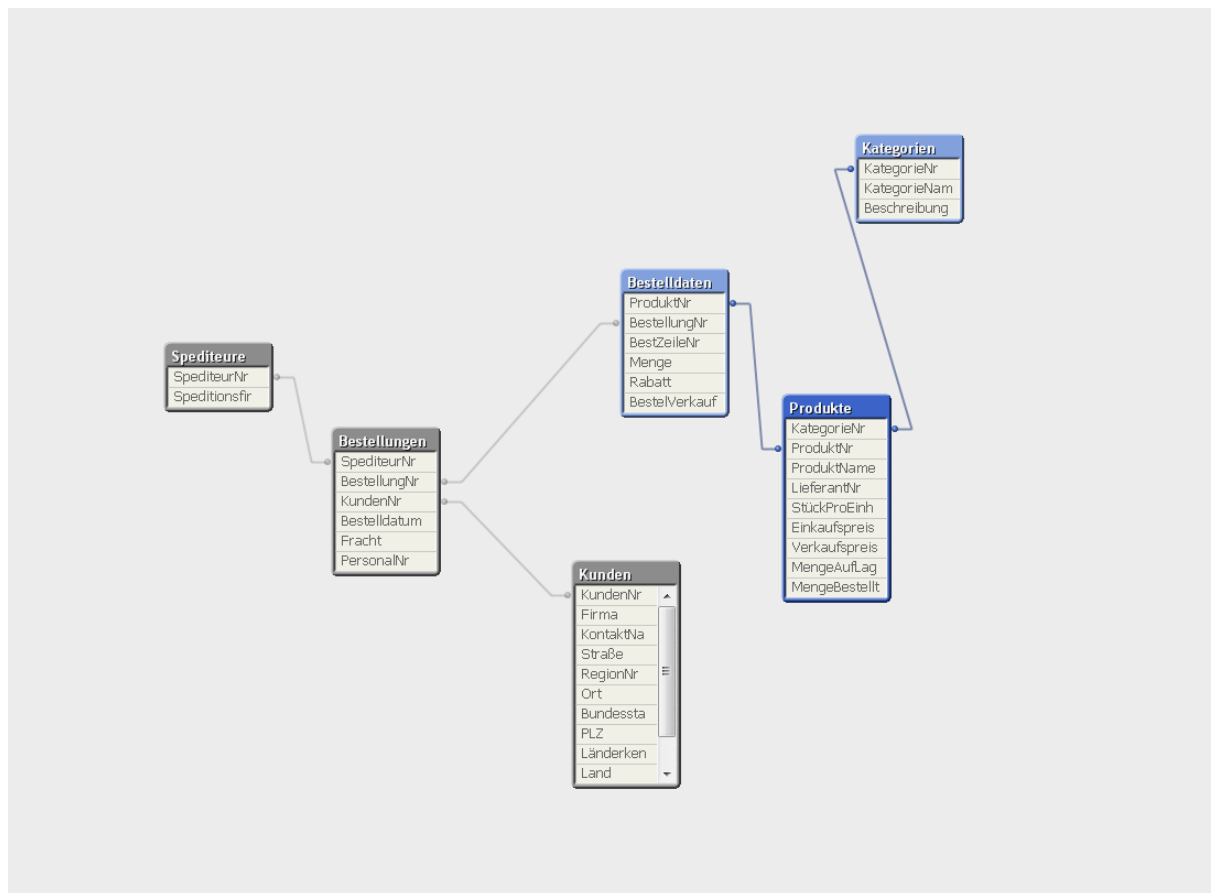 Kategorien
KategorieNr
KategorieNam
Beschreibung
Bestelldaten
ProduktNr
BestellungNr
BestZeileNr
Menge
Rabatt
BestelVerkauf
Spediteure
SpediteurNr
Speditionsfir
Produkte
KategorieNr
ProduktNr
ProduktName
LieferantNr
StückProEinh
Einkaufspreis
Verkaufspreis
MengeAufLag
MengeBestellt
Bestellungen
SpediteurNr
BestellungNr
KundenNr
Bestelldatum
Fracht
PersonalNr
Kunden
KundenNr
Firma
KontaktNa
Straße
RegionNr
Ort
Bundessta
PLZ
Länderken
Land